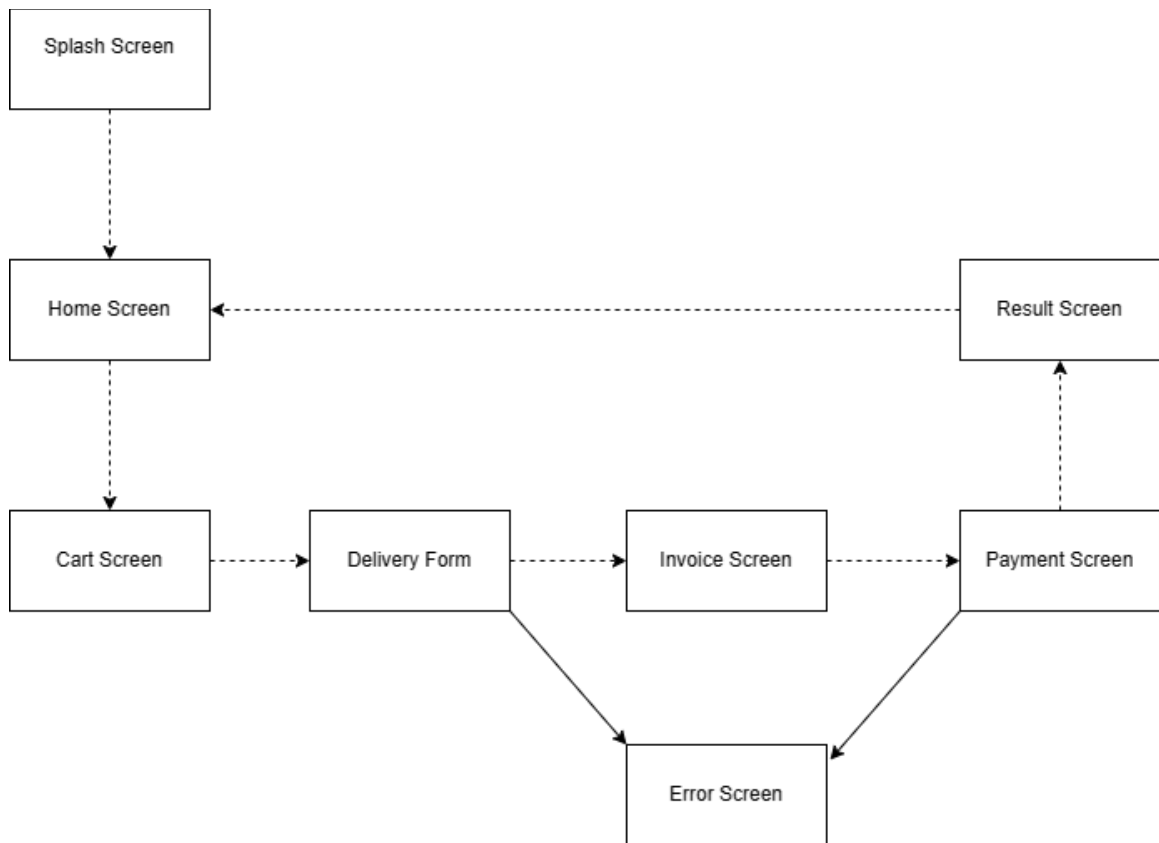 Splash Screen
Home Screen
Result Screen
Cart Screen
Delivery Form
Invoice Screen
Payment Screen
Error Screen